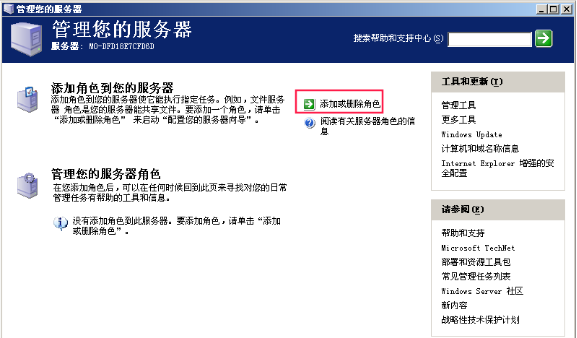 管理您的服务器
管理您的服务器
服务器: MO-DFD18E7CFD6D
搜索帮助和支持中心(S)
添加角色到您的服务器
添加角色到您的服务器使它能执行指定任务。例如，文件服务
器 角色是您的服务器能共享文件。要添加一个角色，请单击
“添加或删除角色” 来启动“配置您的服务器向导”。
添加或删除角色
阅读有关服务器角色的信
息
管理您的服务器角色
在您添加角色后，可以在任何时候回到此页来寻找对您的日常
管理任务有帮助的工具和信息。
没有添加角色到此服务器。要添加角色，请单击“添加
或删除角色”。
工具和更新(T)
管理工具
更多工具
Windows Update
计算机和域名称信息
Internet Explorer 增强的安
全配置
请参阅(E)
帮助和支持
Microsoft TechNet
部署和资源工具包
常见管理任务列表
Windows Server 社区
新内容
战略性技术保护计划